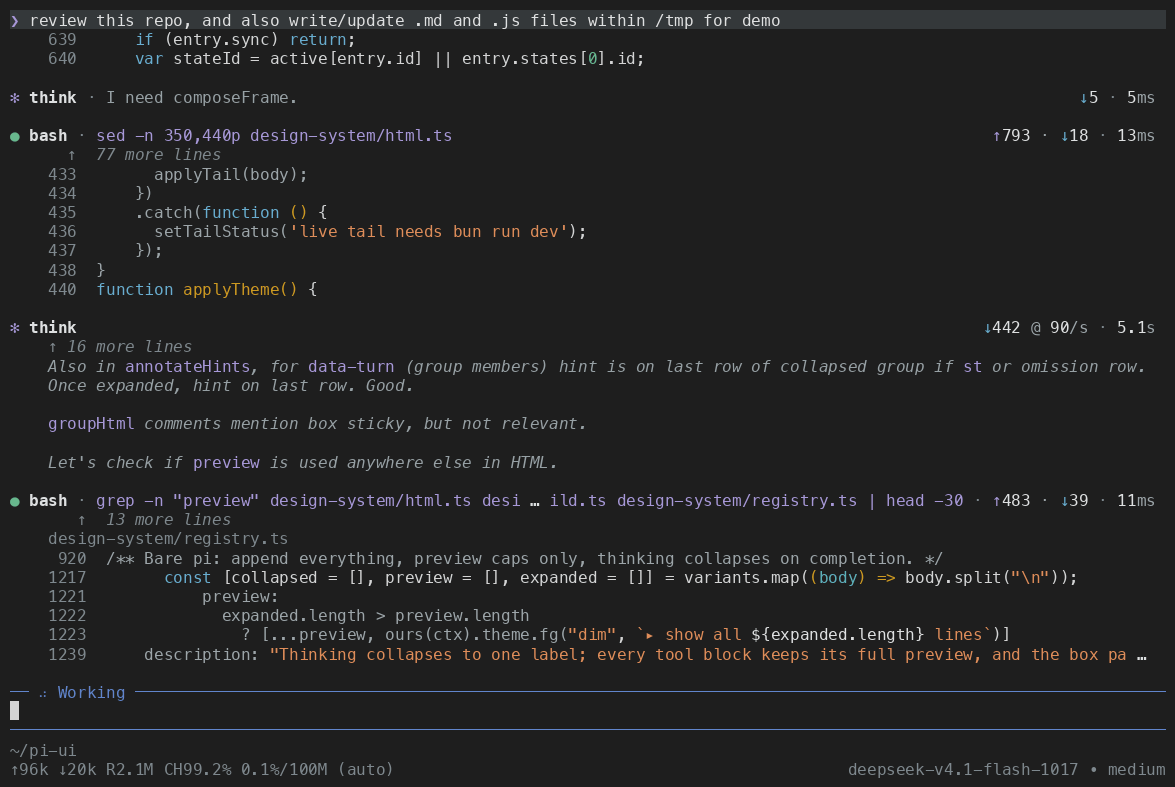 ❯ review this repo, and also write/update .md and .js files within /tmp for demo
639      if (entry.sync) return;
640      var stateId = active[entry.id] || entry.states[0].id;
✻ think · I need composeFrame. ↓5 · 5ms
● bash · sed -n 350,440p design-system/html.ts ↑793 · ↓18 · 13ms
↑  77 more lines
433        applyTail(body);
434      })
435      .catch(function () {
436        setTailStatus('live tail needs bun run dev');
437      });
438  }
440  function applyTheme() {
✻ think ↓442 @ 90/s · 5.1s
↑ 16 more lines
Also in annotateHints, for data-turn (group members) hint is on last row of collapsed group if st or omission row.
Once expanded, hint on last row. Good.
groupHtml comments mention box sticky, but not relevant.
Let's check if preview is used anywhere else in HTML.
● bash · grep -n "preview" design-system/html.ts desi … ild.ts design-system/registry.ts | head -30 · ↑483 · ↓39 · 11ms
↑  13 more lines
design-system/registry.ts
920  /** Bare pi: append everything, preview caps only, thinking collapses on completion. */
1217        const [collapsed = [], preview = [], expanded = []] = variants.map((body) => body.split("\n"));
1221            preview:
1222              expanded.length > preview.length
1223                ? [...preview, ours(ctx).theme.fg("dim", `▸ show all ${expanded.length} lines`)]
1239      description: "Thinking collapses to one label; every tool block keeps its full preview, and the box pa …
Working
~/pi-ui
↑96k ↓20k R2.1M CH99.2% 0.1%/100M (auto) deepseek-v4.1-flash-1017 • medium